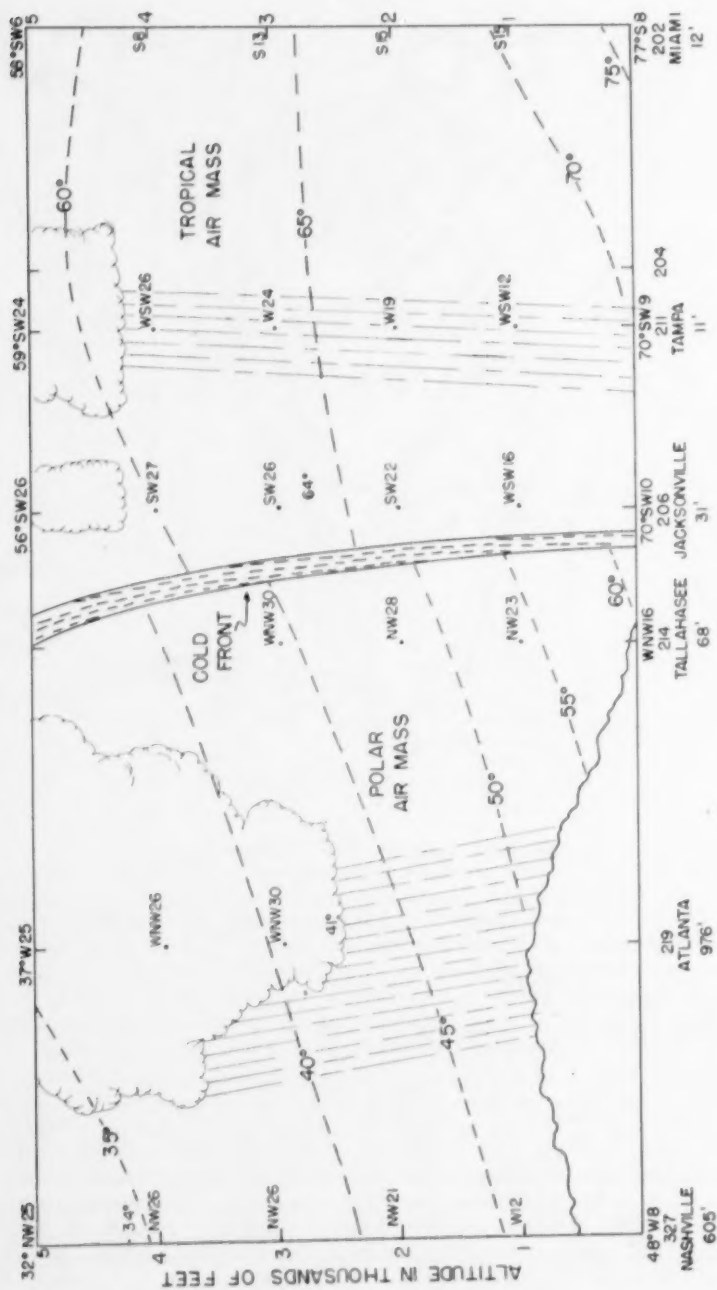 32° NW25 37° W25 56° SW26 59° SW24 58° SW6
5 5
60°
35°
34°
4 NW26 WNW26 SW27 WSW26 4
TROPICAL
AIR MASS
COLD
FRONT
3 NW26 WNW30 WNW30 SW26 W24 S13 3
65°
64°
41°
40°
2 NW21 NW28 SW22 W19 2
POLAR
AIR MASS
45°
50°
1 W12 NW23 WSW16 WSW12 S15 1
55°
60°
70°
75°
48° W8 WNW16 70° SW10 70° SW9 77° S8
327 219 214 206 211 204 202
NASHVILLE ATLANTA TALLAHASEE JACKSONVILLE TAMPA MIAMI
605' 976' 68' 31' 11' 12'
ALTITUDE IN THOUSANDS OF FEET